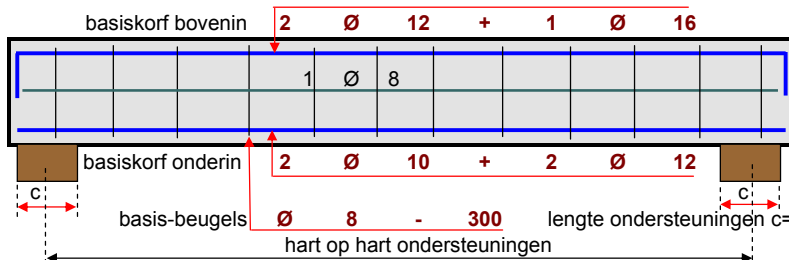 basiskorf bovenin 2 Ø 12 + 1 Ø 16
1 Ø 8
basiskorf onderin 2 Ø 10 + 2 Ø 12
c c
basis-beugels Ø 8 - 300 lengte ondersteuningen c=
hart op hart ondersteuningen